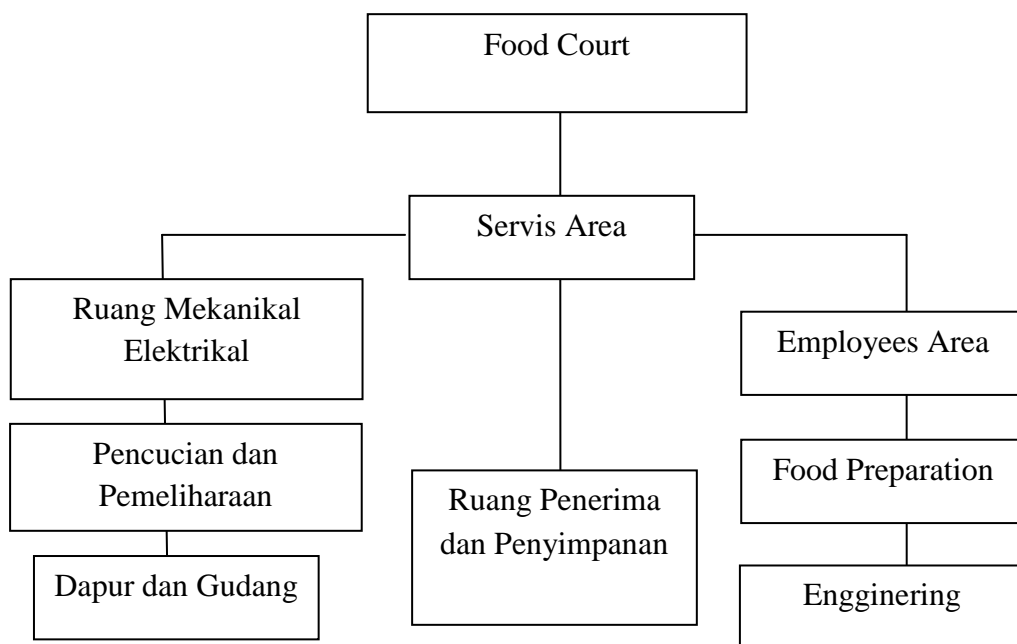 Food Court
Servis Area
Ruang Mekanikal
Elektrikal
Employees Area
Pencucian dan
Pemeliharaan
Food Preparation
Ruang Penerima
dan Penyimpanan
Dapur dan Gudang
Engginering